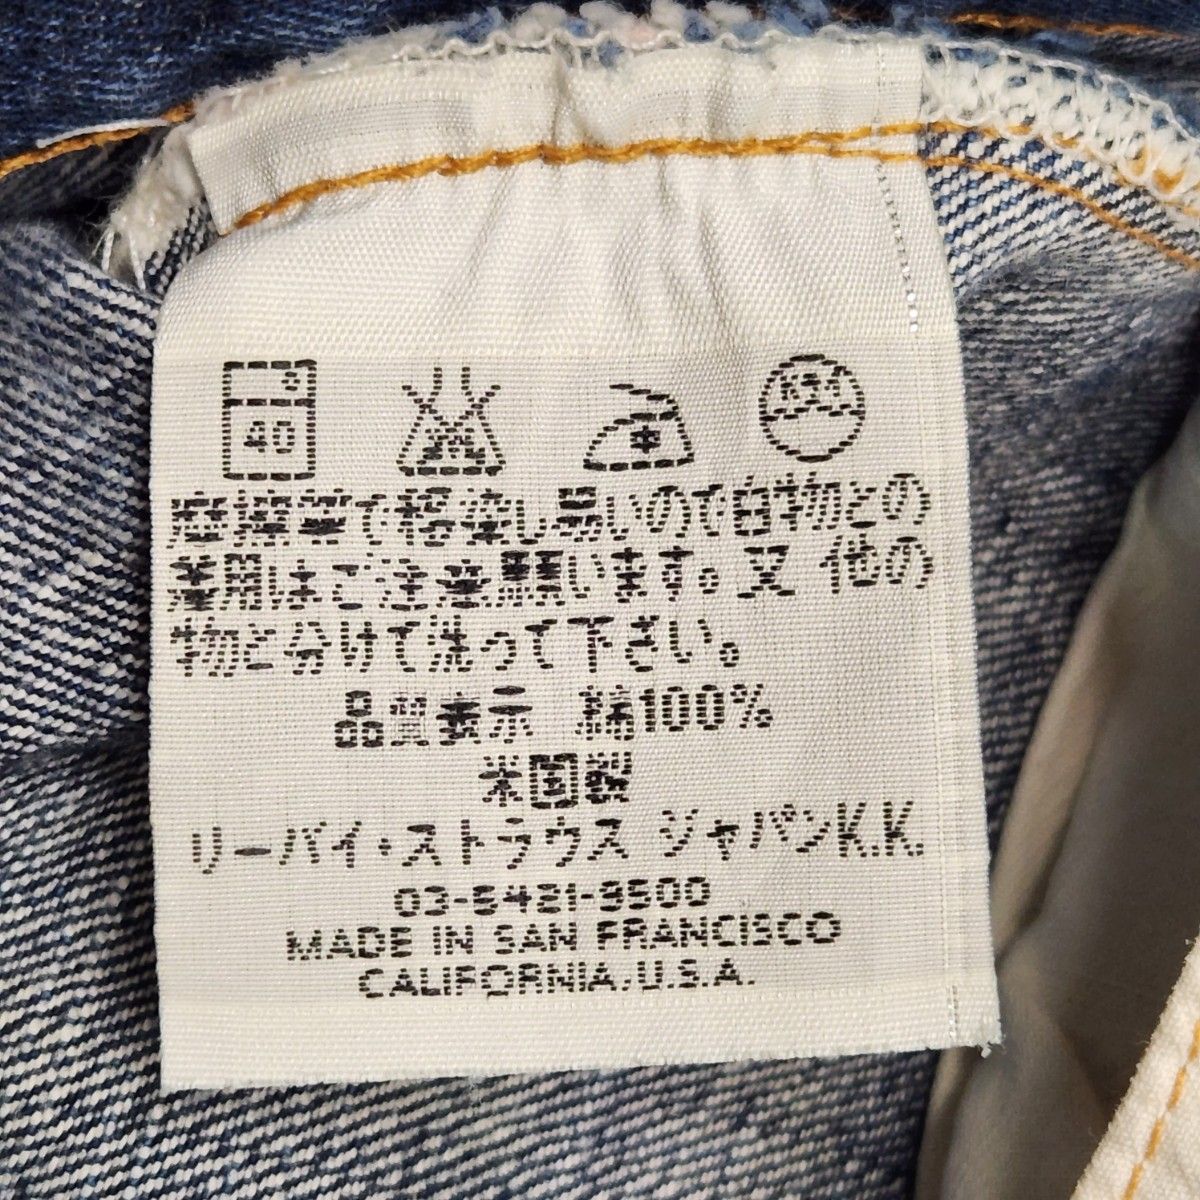 40
摩擦等で移染し易いので白物との
着用はご注意願います。又 他の
物と分けて洗って下さい。
品質表示 綿100%
米国製
リーバイ・ストラウス ジャパンK.K.
03-5421-9500
MADE IN SAN FRANCISCO
CALIFORNIA,U.S.A.